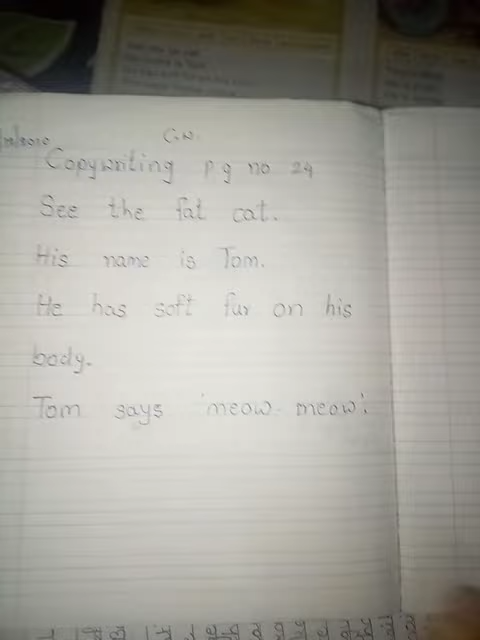 C.W.
Copywriting pg no 24
See the fat cat.
His name is Tom.
He has soft fur on his
body.
Tom says 'meow meow'.